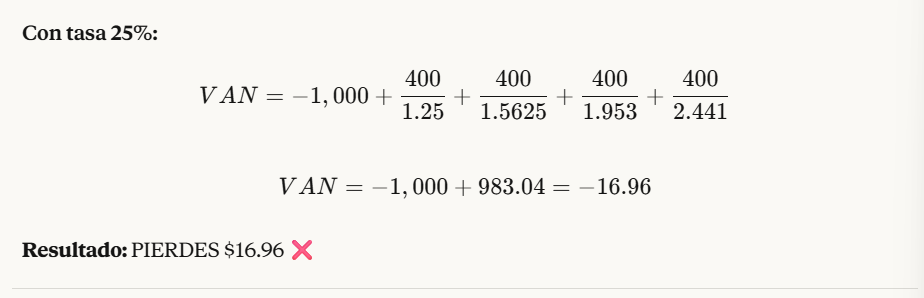 Con tasa 25%:
VAN = −1,000 + 400/1.25 + 400/1.5625 + 400/1.953 + 400/2.441
VAN = −1,000 + 983.04 = −16.96
Resultado: PIERDES $16.96 ❌